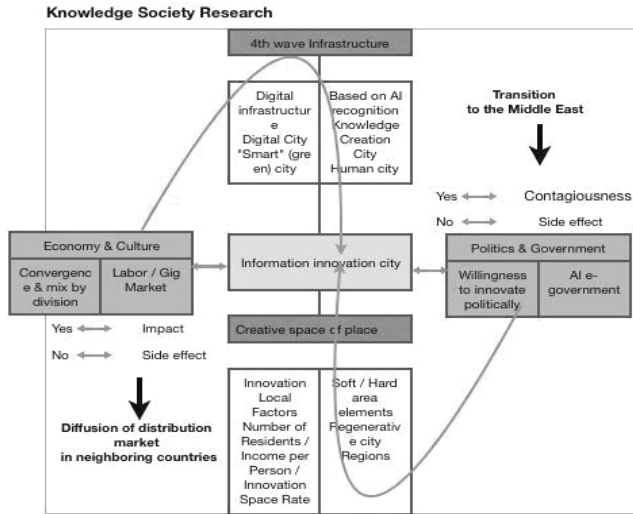 Knowledge Society Research
4th wave Infrastructure
Digital
infrastructur
e
Digital City
"Smart" (gre
en) city
Based on AI
recognition
Knowledge
Creation
City
Human city
Transition
to the Middle East
Yes
Contagiousness
No
Side effect
Economy & Culture
Convergenc
e & mix by
division
Labor / Gig
Market
Information innovation city
Politics & Government
Willingness
to innovate
politically
AI e-
government
Yes
Impact
No
Side effect
Diffusion of distribution
market
in neighboring countries
Creative space of place
Innovation
Local
Factors
Number of
Residents /
Income per
Person /
Innovation
Space Rate
Soft / Hard
area
elements
Regenerativ
e city
Regions